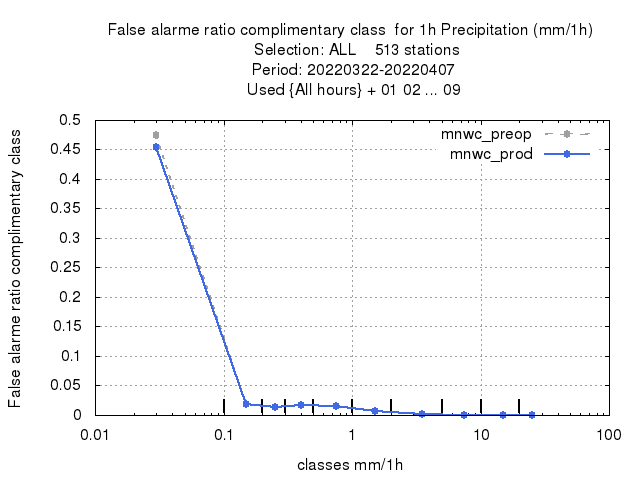 False alarme ratio complimentary class  for 1h Precipitation (mm/1h)
Selection: ALL    513 stations
Period: 20220322-20220407
Used {All hours} + 01 02 ... 09
mnwc_preop
mnwc_prod
False alarme ratio complimentary class
0.5
0.45
0.4
0.35
0.3
0.25
0.2
0.15
0.1
0.05
0
0.01 0.1 1 10 100
classes mm/1h